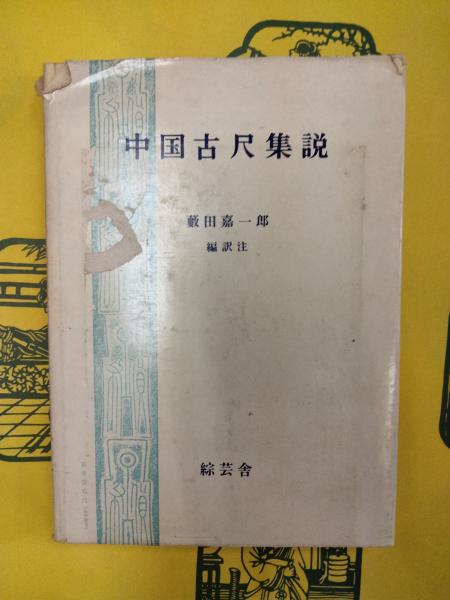 中国古尺集説
藪田嘉一郎
編訳注
綜芸舎